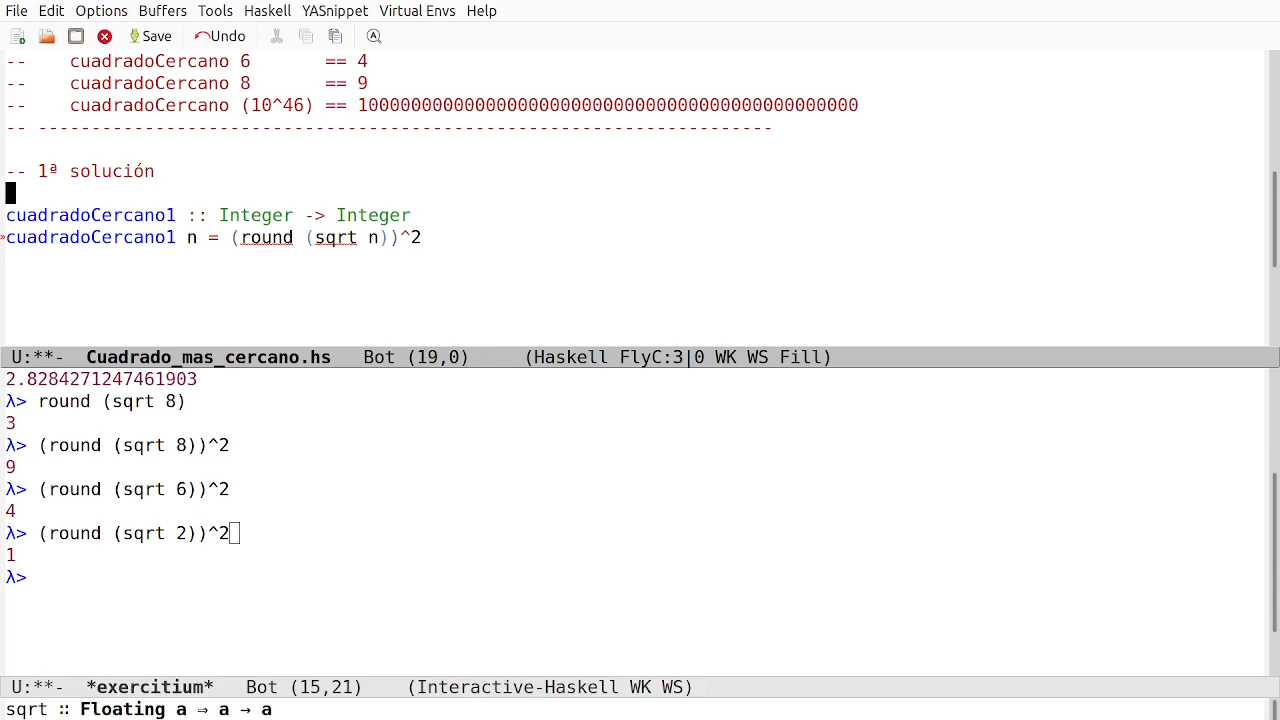 File Edit Options Buffers Tools Haskell YASnippet Virtual Envs Help
Save Undo
--    cuadradoCercano 6       == 4
--    cuadradoCercano 8       == 9
--    cuadradoCercano (10^46) == 10000000000000000000000000000000000000000000000
-- ---------------------------------------------------------------------
-- 1ª solución
cuadradoCercano1 :: Integer -> Integer
cuadradoCercano1 n = (round (sqrt n))^2
U:**-  Cuadrado_mas_cercano.hs   Bot (19,0)     (Haskell FlyC:3|0 WK WS Fill)
2.8284271247461903
λ> round (sqrt 8)
3
λ> (round (sqrt 8))^2
9
λ> (round (sqrt 6))^2
4
λ> (round (sqrt 2))^2
1
λ>
U:**-  *exercitium*   Bot (15,21)    (Interactive-Haskell WK WS)
sqrt ∷ Floating a ⇒ a → a